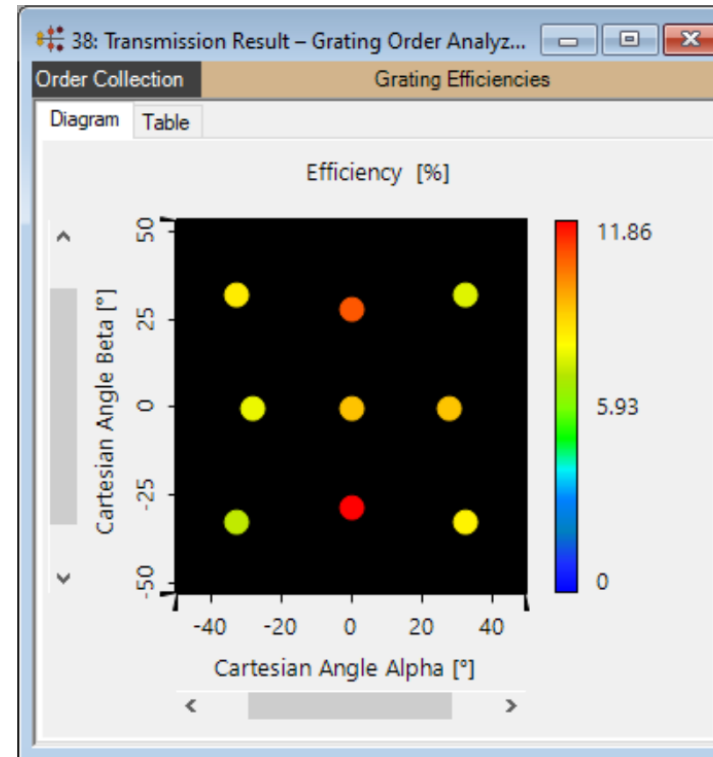 38: Transmission Result – Grating Order Analyz...
Order Collection Grating Efficiencies
Diagram Table
Efficiency [%]
50
25
0
-25
-50
Cartesian Angle Beta [°]
11.86
5.93
0
-40 -20 0 20 40
Cartesian Angle Alpha [°]